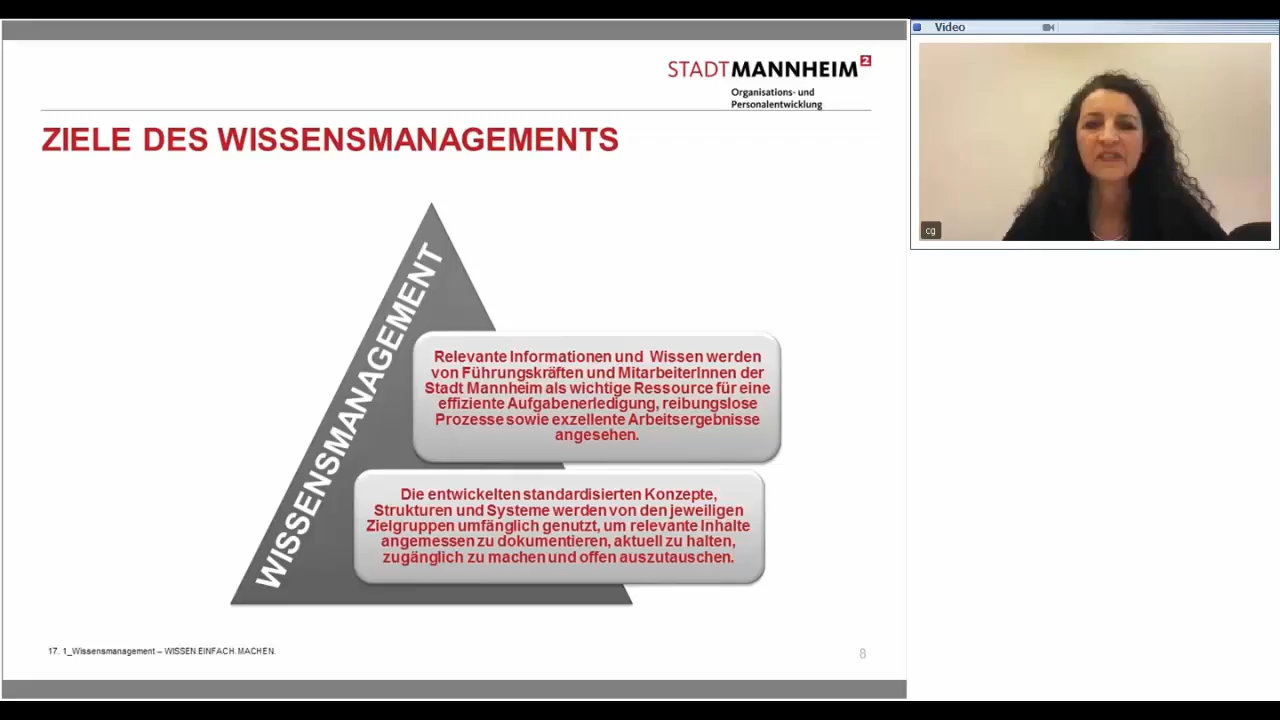 STADTMANNHEIM²
Organisations- und
Personalentwicklung
ZIELE DES WISSENSMANAGEMENTS
WISSENSMANAGEMENT
Relevante Informationen und Wissen werden
von Führungskräften und MitarbeiterInnen der
Stadt Mannheim als wichtige Ressource für eine
effiziente Aufgabenerledigung, reibungslose
Prozesse sowie exzellente Arbeitsergebnisse
angesehen.
Die entwickelten standardisierten Konzepte,
Strukturen und Systeme werden von den jeweiligen
Zielgruppen umfänglich genutzt, um relevante Inhalte
angemessen zu dokumentieren, aktuell zu halten,
zugänglich zu machen und offen auszutauschen.
17. 1_Wissensmanagement – WISSEN.EINFACH.MACHEN.
8
Video
cg